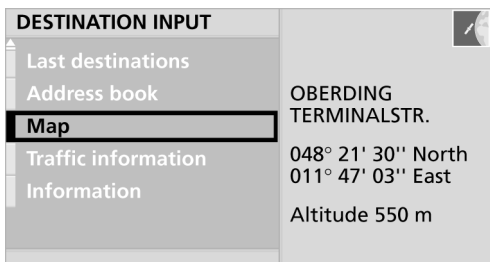 DESTINATION INPUT
Last destinations
Address book
Map
Traffic information
Information
OBERDING
TERMINALSTR.
048° 21' 30'' North
011° 47' 03'' East
Altitude 550 m